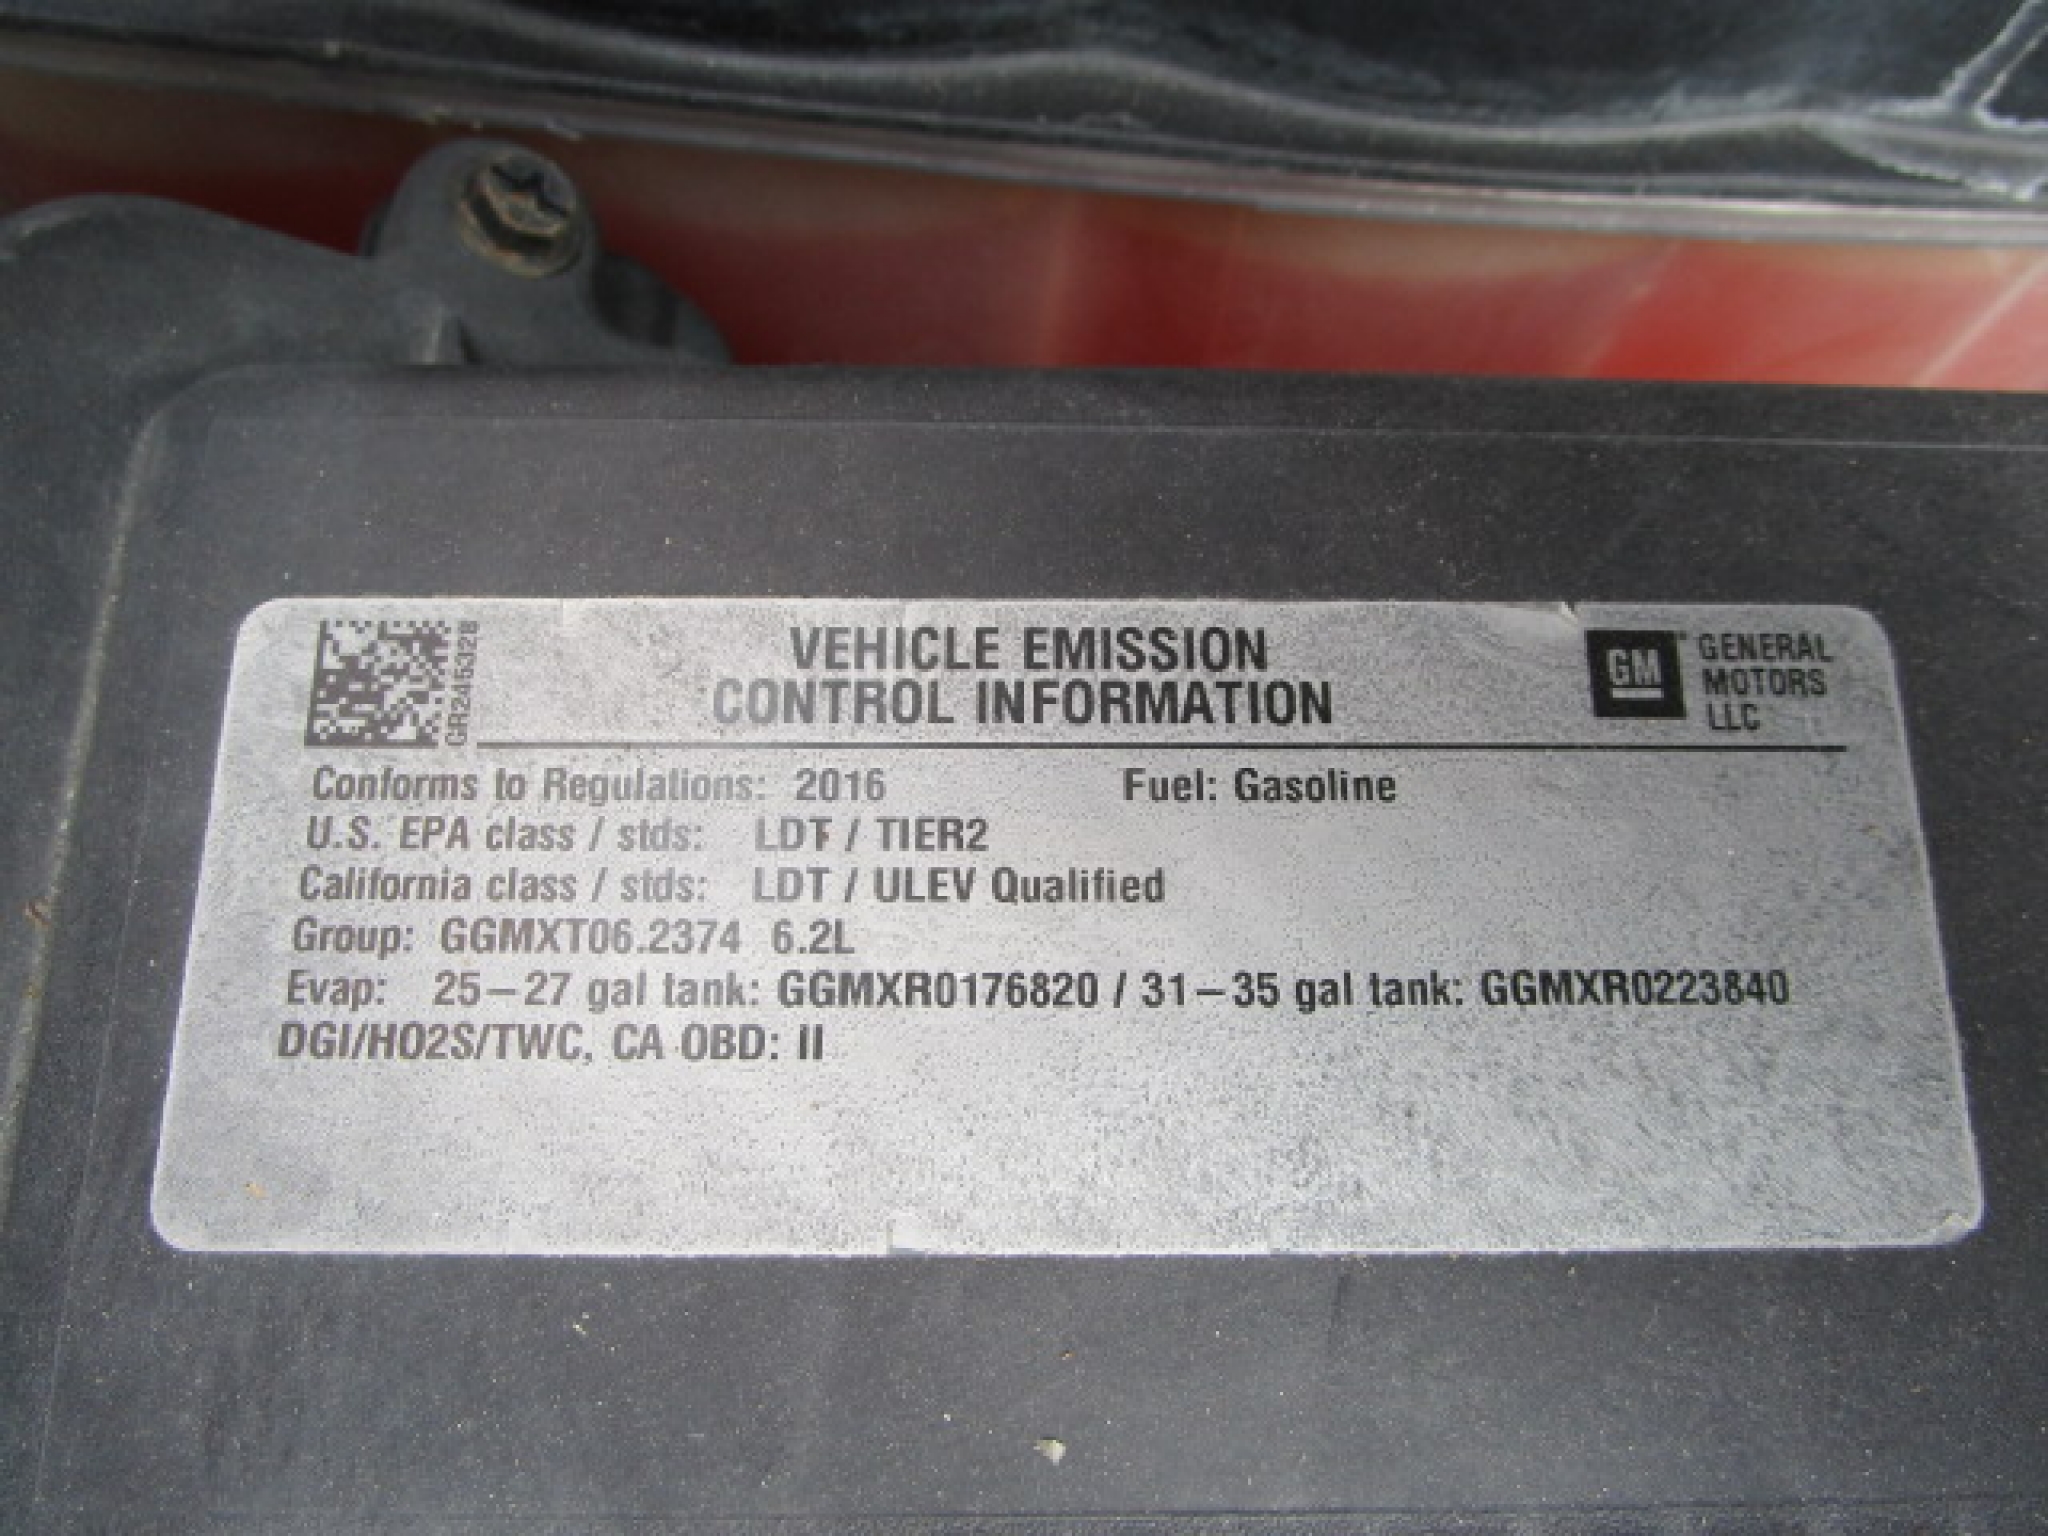 GR245532B
VEHICLE EMISSION
CONTROL INFORMATION
GM
GENERAL
MOTORS
LLC
Conforms to Regulations: 2016 Fuel: Gasoline
U.S. EPA class / stds: LDT / TIER2
California class / stds: LDT / ULEV Qualified
Group: GGMXT06.2374 6.2L
Evap: 25–27 gal tank: GGMXR0176820 / 31–35 gal tank: GGMXR0223840
DGI/HO2S/TWC, CA OBD: II